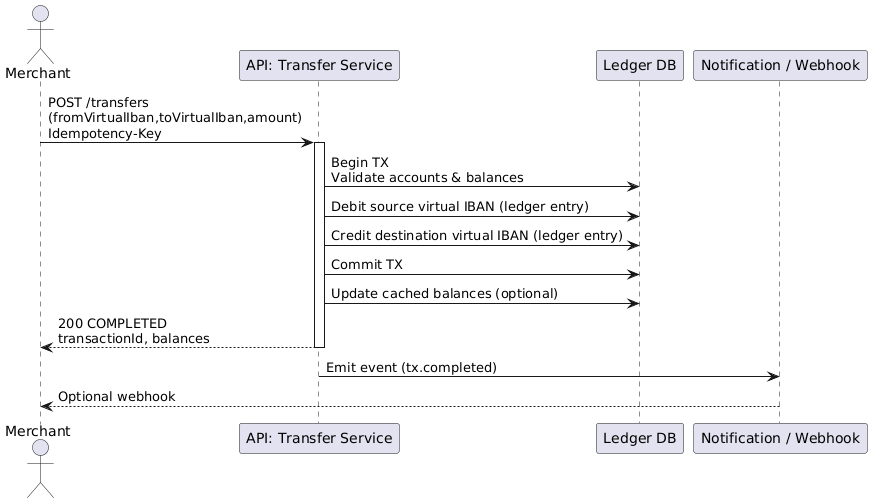 Merchant
API: Transfer Service
Ledger DB
Notification / Webhook
POST /transfers
(fromVirtualIban,toVirtualIban,amount)
Idempotency-Key
Begin TX
Validate accounts & balances
Debit source virtual IBAN (ledger entry)
Credit destination virtual IBAN (ledger entry)
Commit TX
Update cached balances (optional)
200 COMPLETED
transactionId, balances
Emit event (tx.completed)
Optional webhook
Merchant
API: Transfer Service
Ledger DB
Notification / Webhook